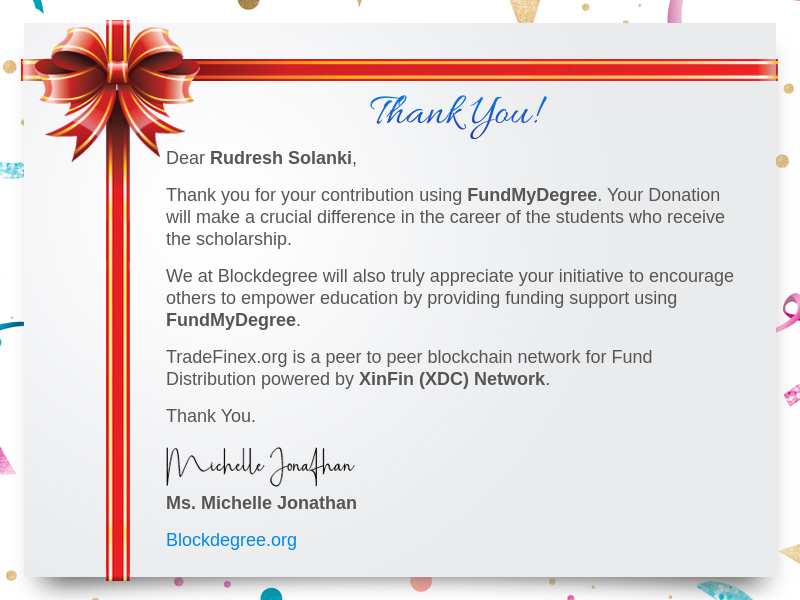 Thank You!
Dear Rudresh Solanki,
Thank you for your contribution using FundMyDegree. Your Donation
will make a crucial difference in the career of the students who receive
the scholarship.
We at Blockdegree will also truly appreciate your initiative to encourage
others to empower education by providing funding support using
FundMyDegree.
TradeFinex.org is a peer to peer blockchain network for Fund
Distribution powered by XinFin (XDC) Network.
Thank You.
Michelle Jonathan
Ms. Michelle Jonathan
Blockdegree.org